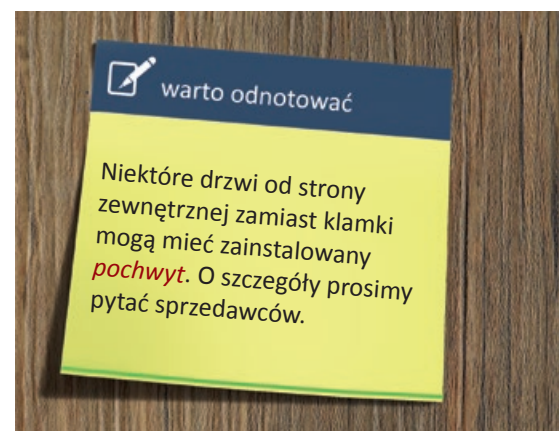 warto odnotować
Niektóre drzwi od strony
zewnętrznej zamiast klamki
mogą mieć zainstalowany
pochwyt. O szczegóły prosimy
pytać sprzedawców.